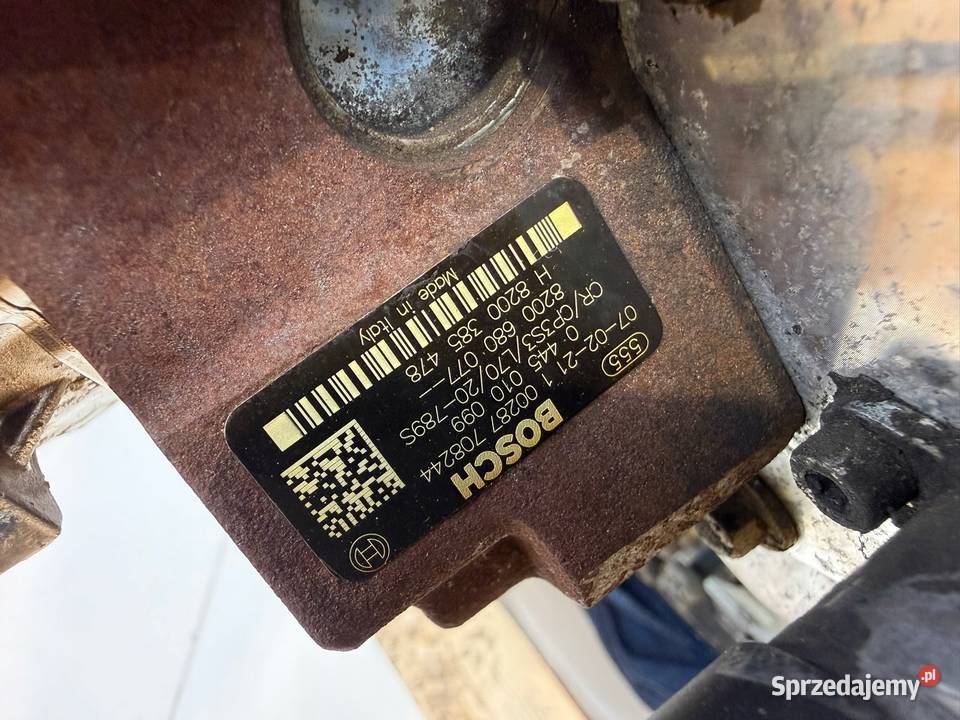 BOSCH
07-02-21 1 00287 708244
555
0 445 010 099
CR/CP3S3/L70/20-789S
8200 680 077---
H 8200 385 478
Made in Italy
Sprzedajemy.pl